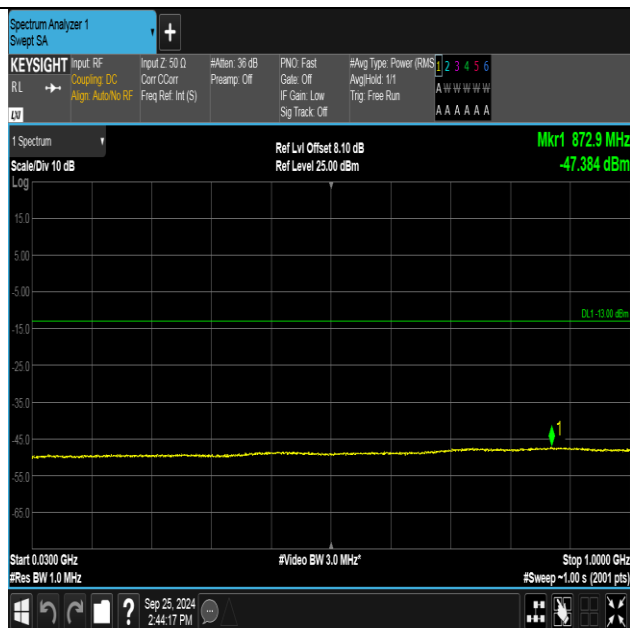 Spectrum Analyzer 1
Swept SA
+
KEYSIGHT
RL
LXI
Input: RF
Coupling: DC
Align: Auto/No RF
Input Z: 50 Ω
Corr CCorr
Freq Ref: Int (S)
#Atten: 36 dB
Preamp: Off
PNO: Fast
Gate: Off
IF Gain: Low
Sig Track: Off
#Avg Type: Power (RMS
Avg|Hold: 1/1
Trig: Free Run
1 2 3 4 5 6
A W W W W W
A A A A A A
1 Spectrum
Scale/Div 10 dB
Ref Lvl Offset 8.10 dB
Ref Level 25.00 dBm
Mkr1 872.9 MHz
-47.384 dBm
Log
15.0
5.00
-5.00
DL1 -13.00 dBm
-15.0
-25.0
-35.0
1
-45.0
-55.0
-65.0
Start 0.0300 GHz
#Video BW 3.0 MHz*
Stop 1.0000 GHz
#Res BW 1.0 MHz
#Sweep ~1.00 s (2001 pts)
?
Sep 25, 2024
2:44:17 PM